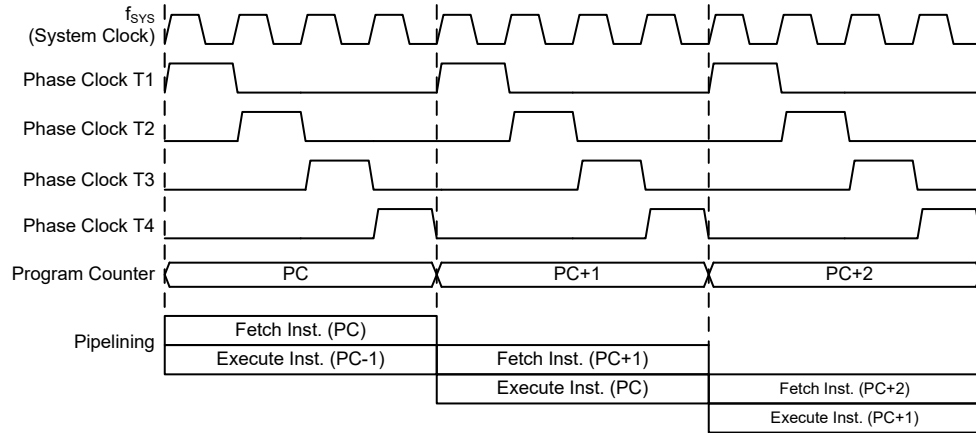 fSYS
(System Clock)
Phase Clock T1
Phase Clock T2
Phase Clock T3
Phase Clock T4
Program Counter PC PC+1 PC+2
Pipelining
Fetch Inst. (PC)
Execute Inst. (PC-1) Fetch Inst. (PC+1)
Execute Inst. (PC) Fetch Inst. (PC+2)
Execute Inst. (PC+1)